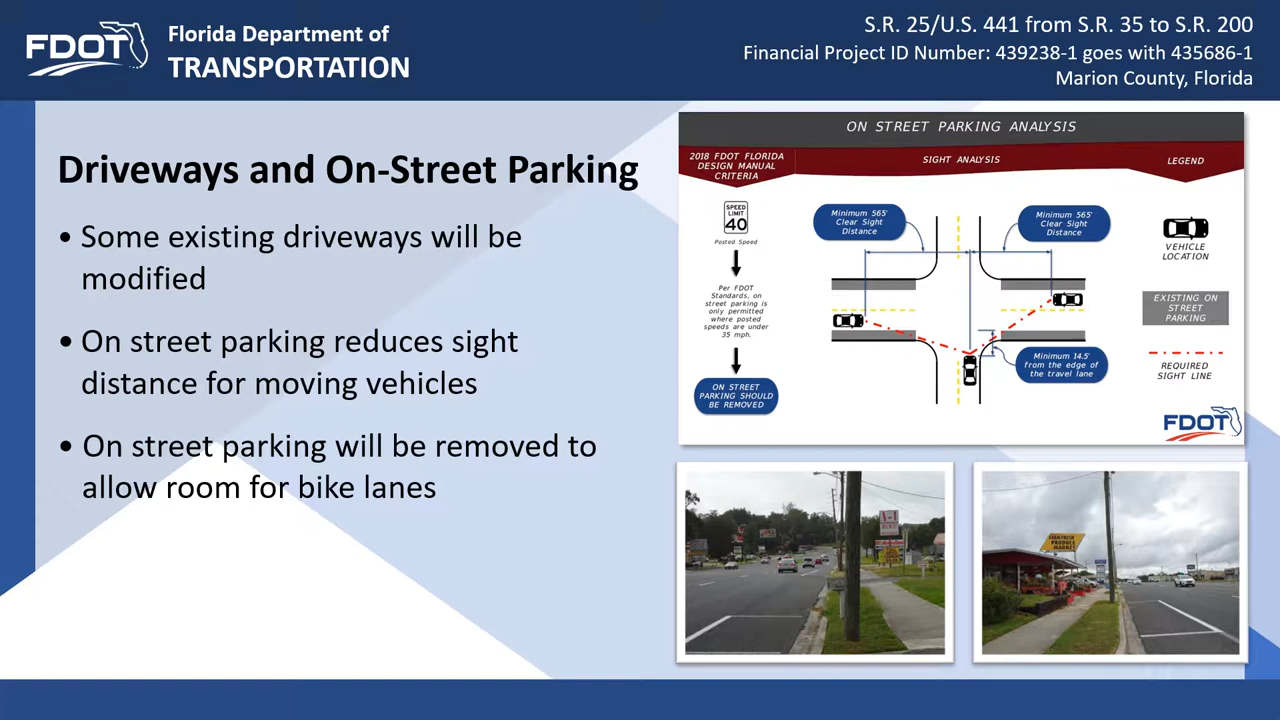 FDOT
Florida Department of
TRANSPORTATION
S.R. 25/U.S. 441 from S.R. 35 to S.R. 200
Financial Project ID Number: 439238-1 goes with 435686-1
Marion County, Florida
Driveways and On-Street Parking
• Some existing driveways will be
modified
• On street parking reduces sight
distance for moving vehicles
• On street parking will be removed to
allow room for bike lanes
ON STREET PARKING ANALYSIS
2018 FDOT FLORIDA
DESIGN MANUAL
CRITERIA
SIGHT ANALYSIS
LEGEND
SPEED
LIMIT
40
Posted Speed
Per FDOT
Standards, on
street parking is
only permitted
where posted
speeds are under
35 mph.
ON STREET
PARKING SHOULD
BE REMOVED
Minimum 565'
Clear Sight
Distance
Minimum 565'
Clear Sight
Distance
Minimum 14.5'
from the edge of
the travel lane
VEHICLE
LOCATION
EXISTING ON
STREET
PARKING
REQUIRED
SIGHT LINE
FDOT
A-1
FARM FRESH
PRODUCE
MARKET